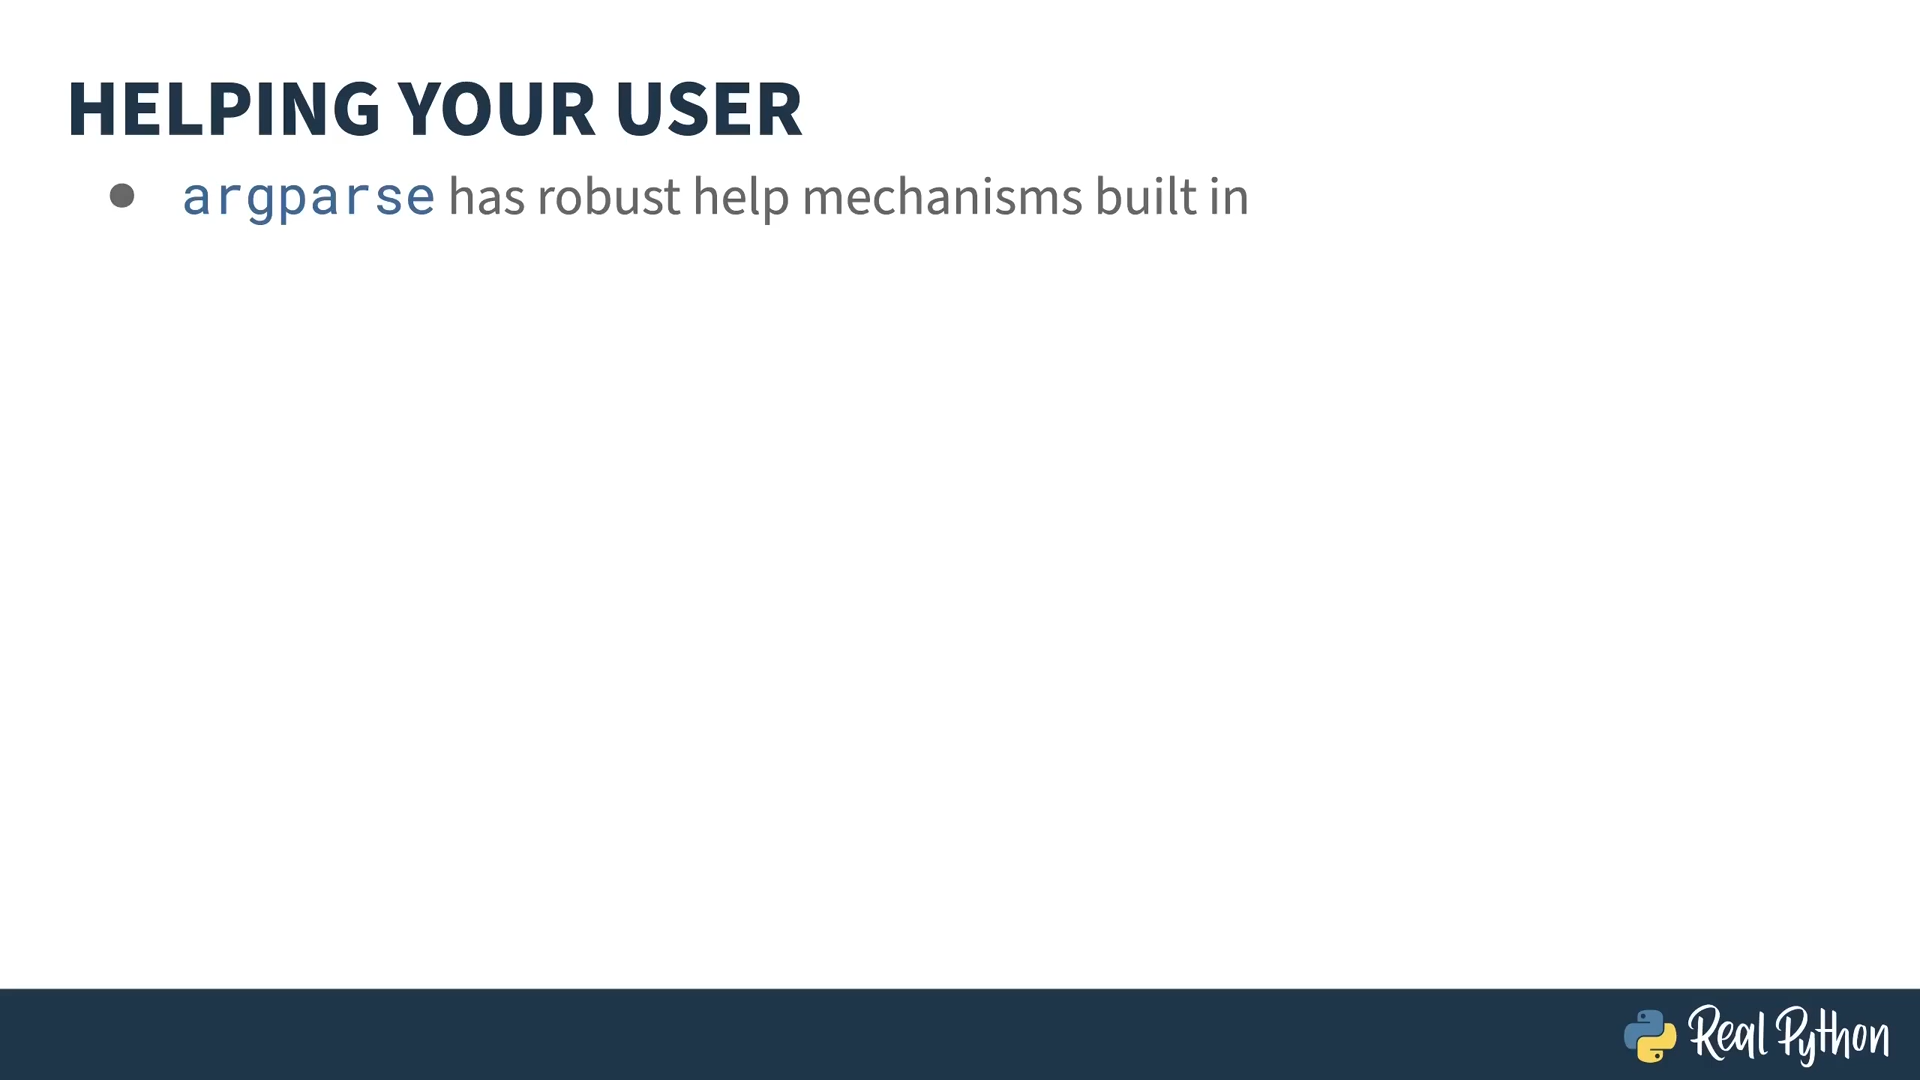 HELPING YOUR USER
● argparse has robust help mechanisms built in
Real Python